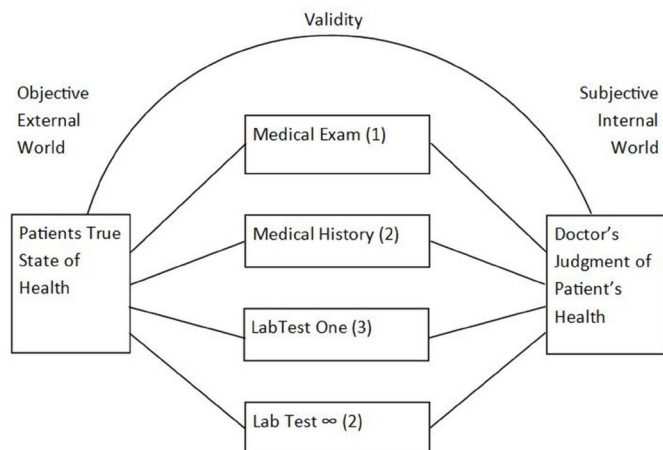 Validity
Objective
External
World
Subjective
Internal
World
Medical Exam (1)
Patients True
State of
Health
Medical History (2)
Doctor's
Judgment of
Patient's
Health
LabTest One (3)
Lab Test ∞ (2)